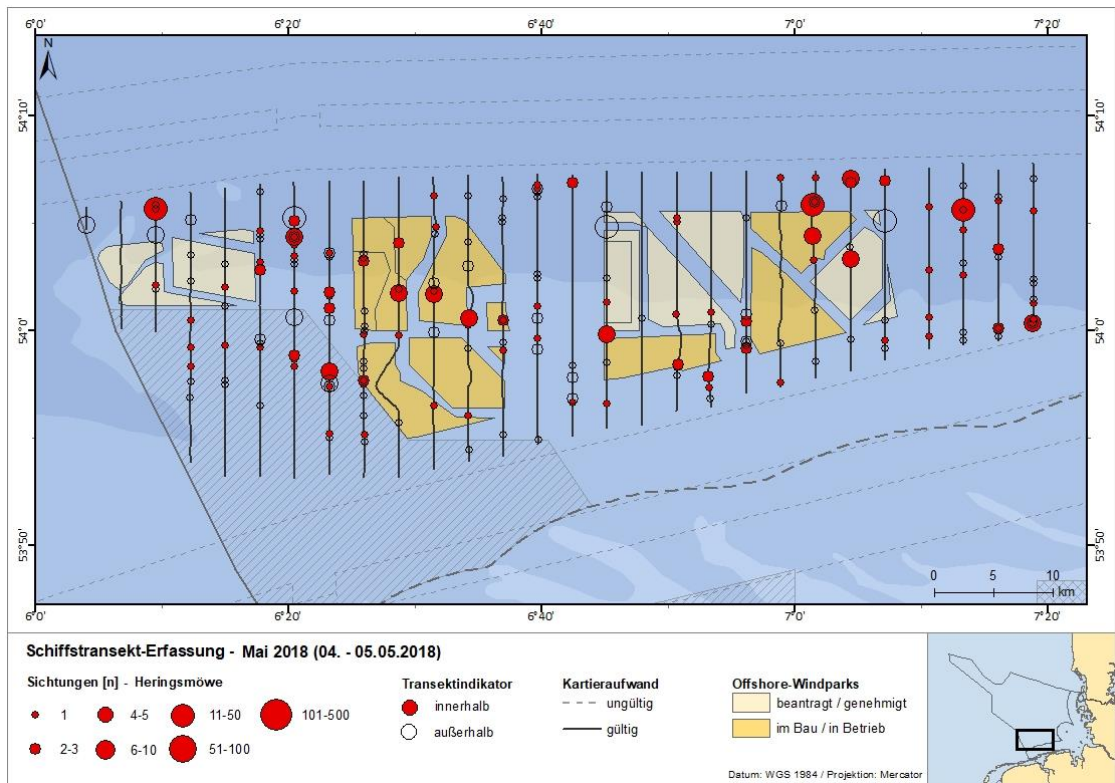 6°0' 6°20' 6°40' 7°0' 7°20'
N
54°10' 54°10'
54°0' 54°0'
53°50' 53°50'
0 5 10
km
6°0' 6°20' 6°40' 7°0' 7°20'
Schiffstransekt-Erfassung - Mai 2018 (04. - 05.05.2018)
Sichtungen [n] - Heringsmöwe
1 4-5 11-50 101-500
2-3 6-10 51-100
Transektindikator
innerhalb
außerhalb
Kartieraufwand
ungültig
gültig
Offshore-Windparks
beantragt / genehmigt
im Bau / in Betrieb
Datum: WGS 1984 / Projektion: Mercator